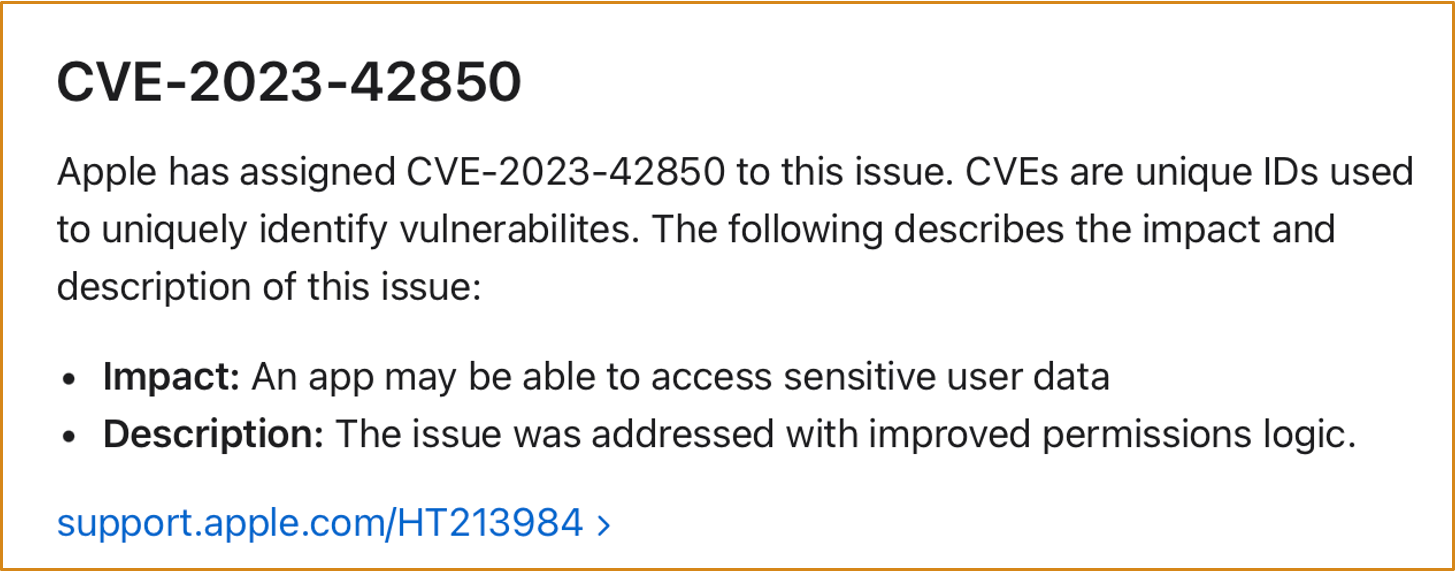 CVE-2023-42850
Apple has assigned CVE-2023-42850 to this issue. CVEs are unique IDs used
to uniquely identify vulnerabilites. The following describes the impact and
description of this issue:
• Impact: An app may be able to access sensitive user data
• Description: The issue was addressed with improved permissions logic.
support.apple.com/HT213984 ›